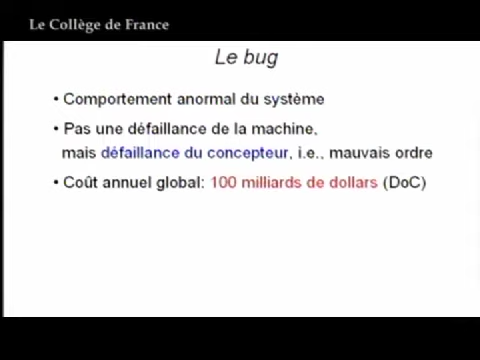 Le Collège de France
Le bug
• Comportement anormal du système
• Pas une défaillance de la machine,
mais défaillance du concepteur, i.e., mauvais ordre
• Coût annuel global: 100 milliards de dollars (DoC)